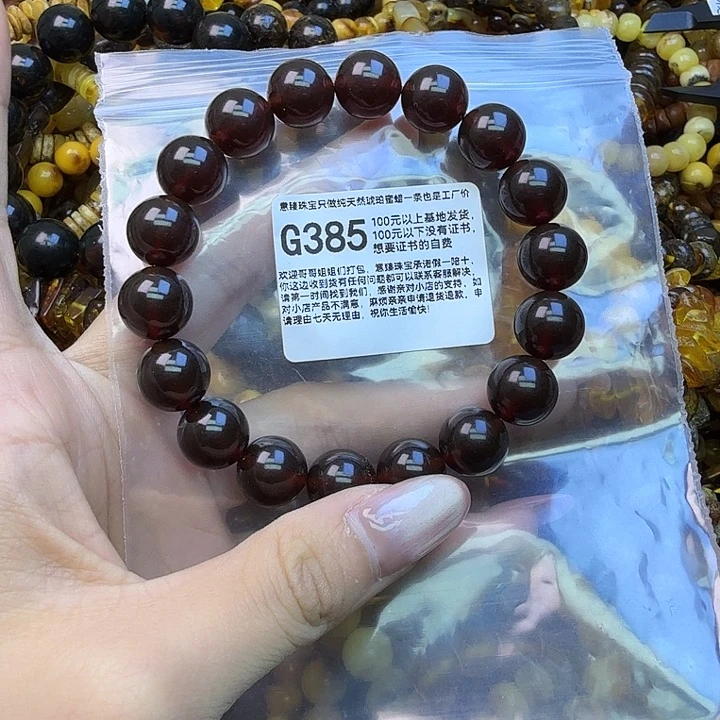 思臻珠宝只做纯天然琥珀蜜蜡一条也是工厂价
G385
100元以上基地发货,
100元以下没有证书,
想要证书的自费
欢迎哥哥姐姐们打包, 思臻珠宝承诺假一陪十,
你这边收到货有任何问题都可以联系客服解决,
请第一时间找到我们, 感谢亲对小店的支持, 如
对小店产品不满意, 麻烦亲亲申请退货退款, 申
请理由七天无理由, 祝你生活愉快!